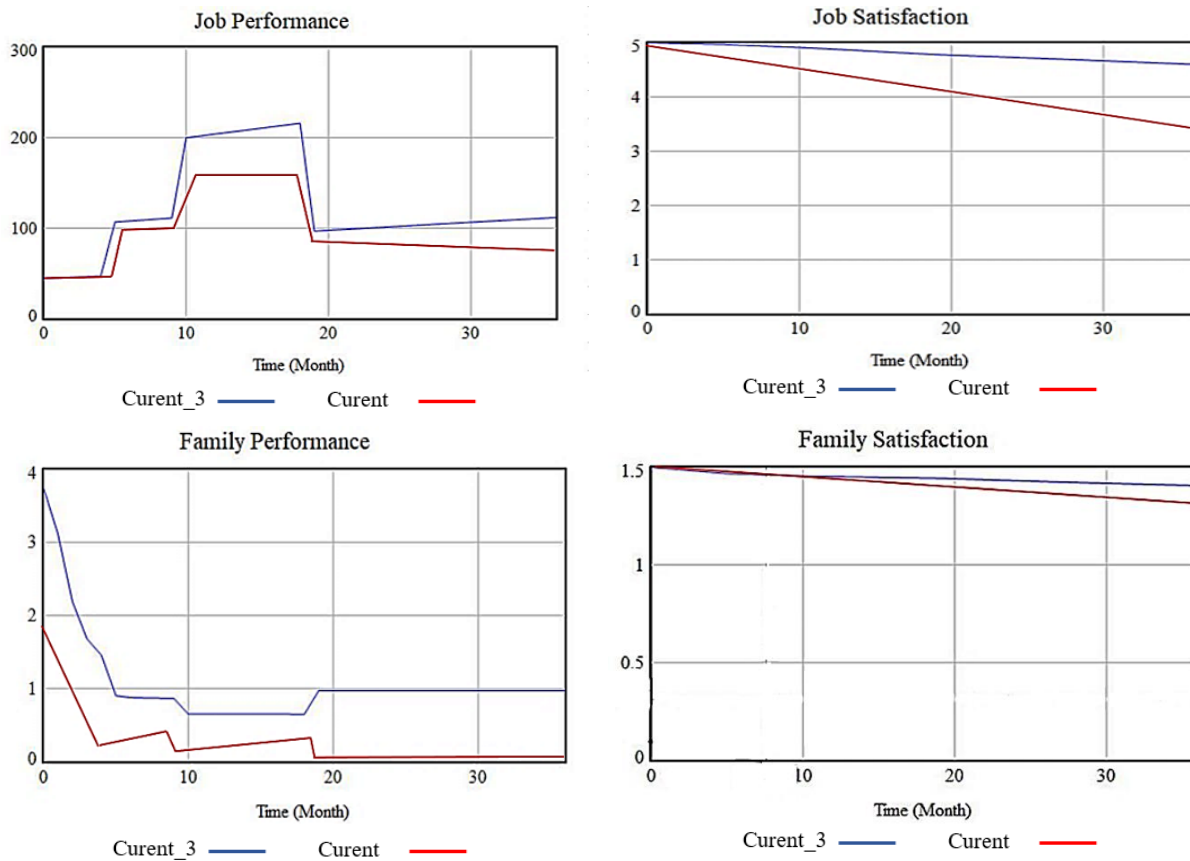 Job Performance
300
200
100
0
0 10 20 30
Time (Month)
Curent_3 Curent
Job Satisfaction
5
4
3
2
1
0
0 10 20 30
Time (Month)
Curent_3 Curent
Family Performance
4
3
2
1
0
0 10 20 30
Time (Month)
Curent_3 Curent
Family Satisfaction
1.5
1
0.5
0
0 10 20 30
Time (Month)
Curent_3 Curent